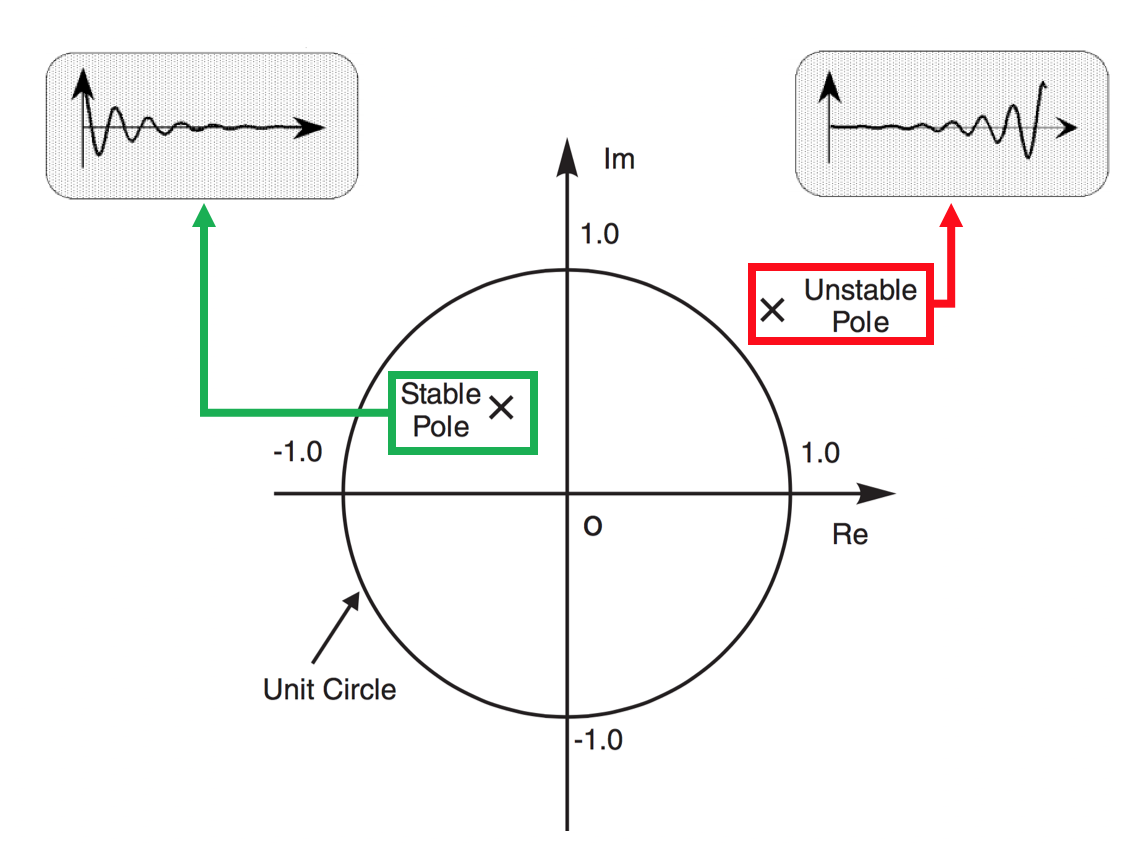 Im
1.0
Unstable
Pole
Stable
Pole
-1.0
1.0
O
Re
Unit Circle
-1.0